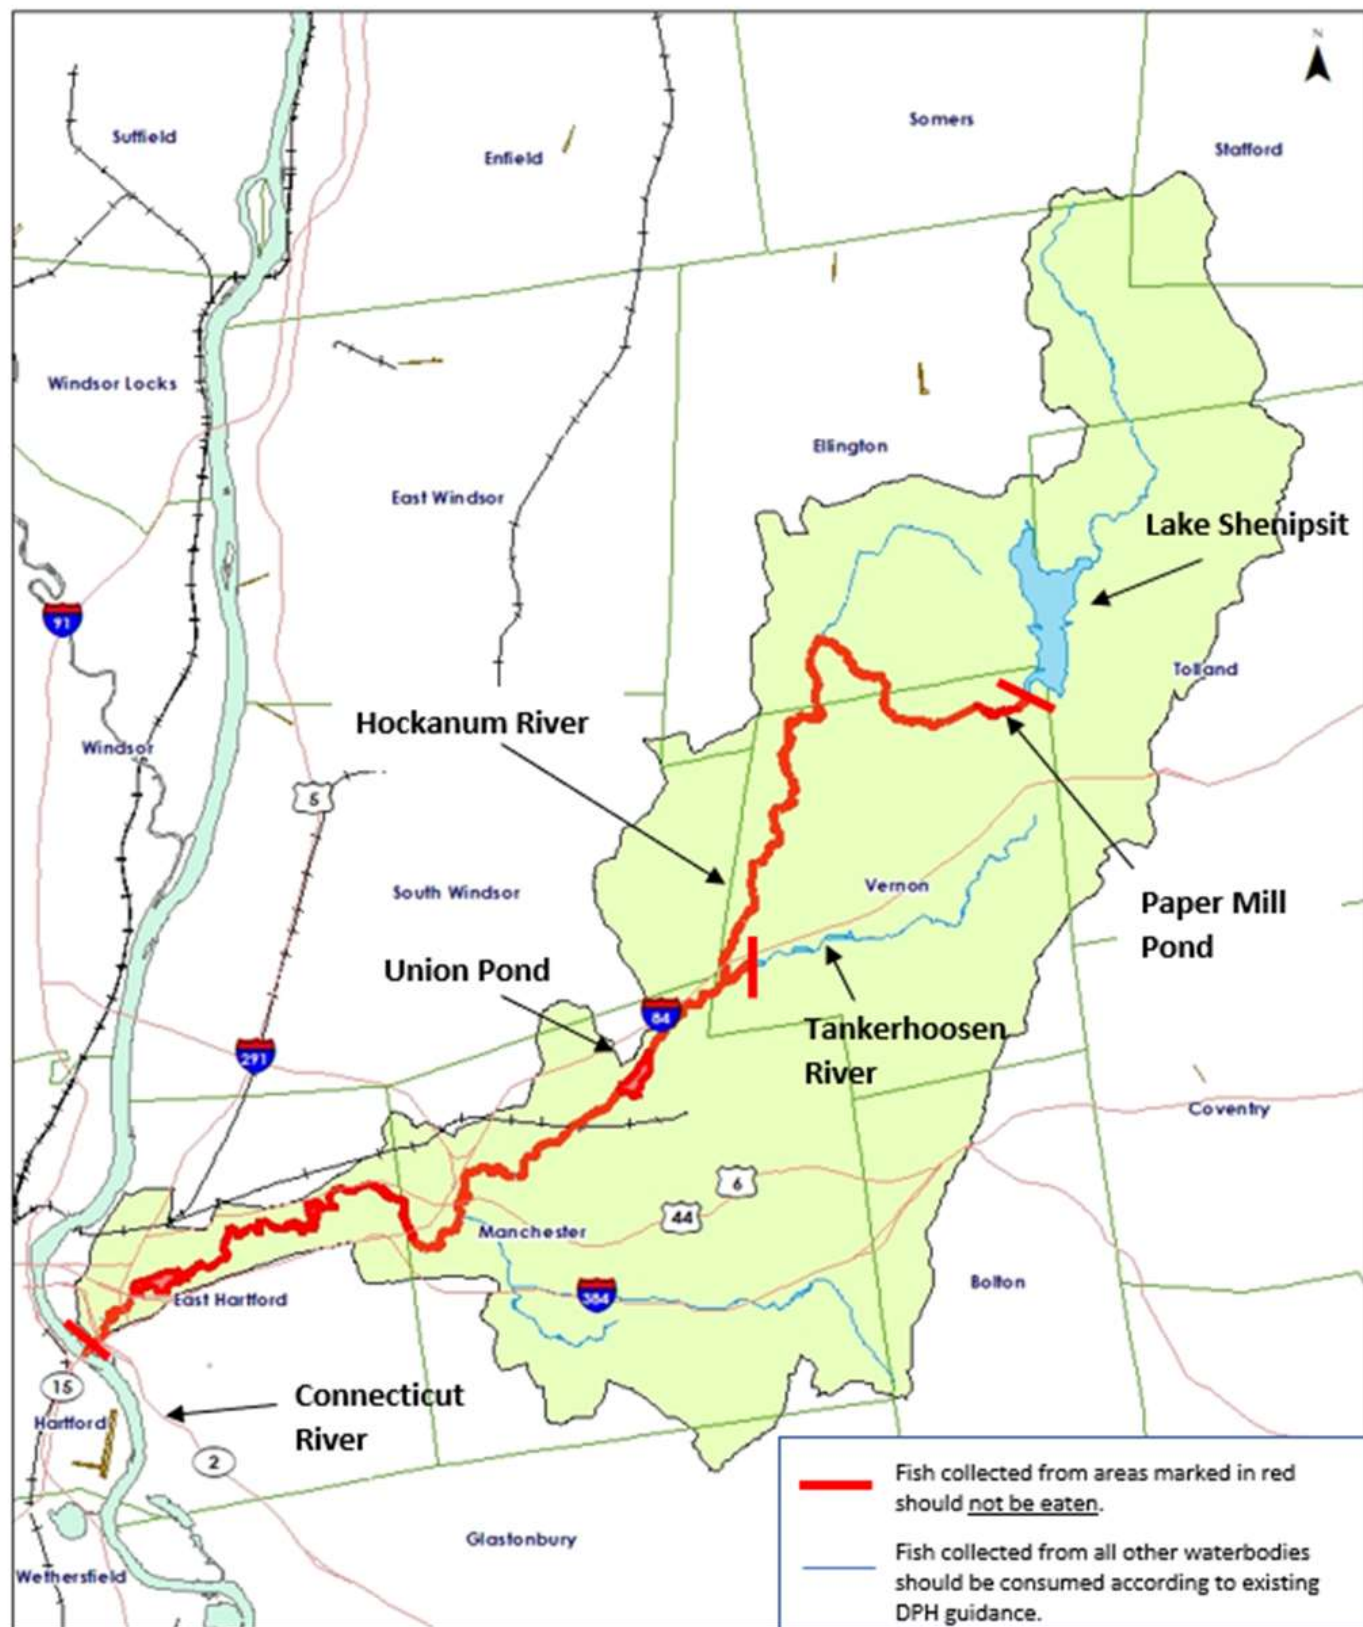 N
Somers
Suffield
Stafford
Enfield
Windsor Locks
Ellington
East Windsor
Lake Shenipsit
91
Tolland
Hockanum River
Windsor
5
South Windsor
Vernon
Paper Mill
Pond
Union Pond
84
Tankerhoosen
River
291
Coventry
6
44
Manchester
Bolton
384
East Hartford
15
Connecticut
River
Hartford
2
Fish collected from areas marked in red
should not be eaten.
Glastonbury
Fish collected from all other waterbodies
should be consumed according to existing
DPH guidance.
Wethersfield